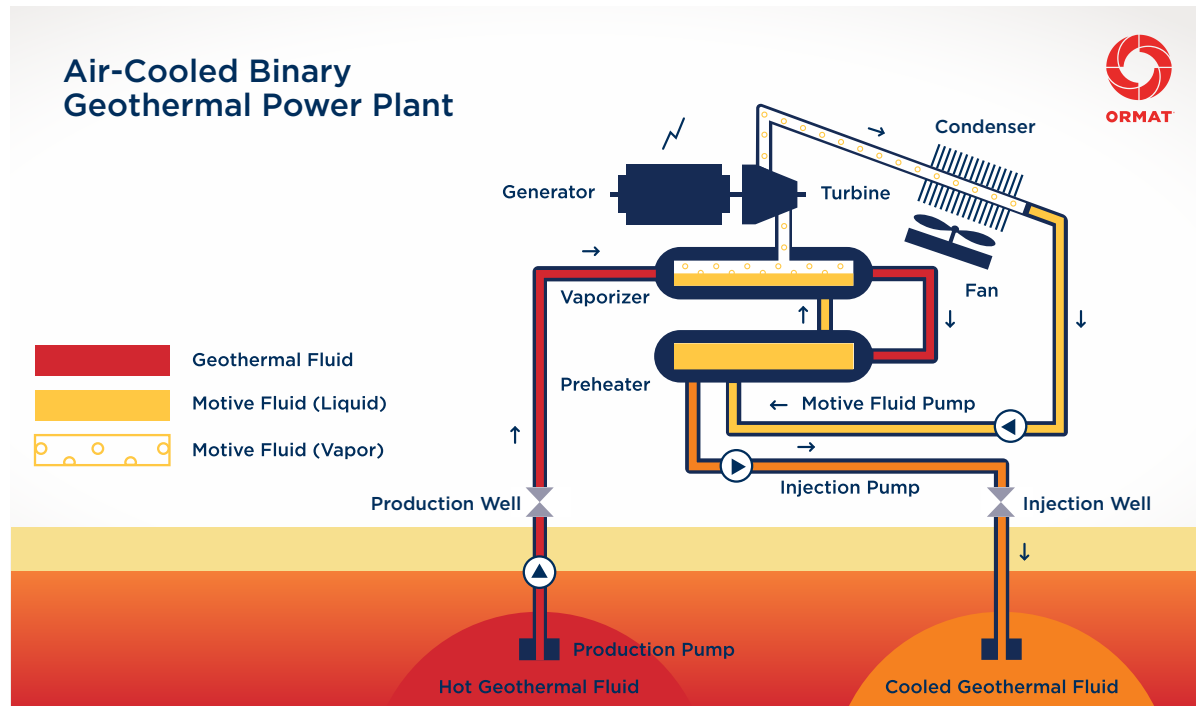 Air-Cooled Binary
Geothermal Power Plant
ORMAT
Condenser
Generator
Turbine
Fan
Vaporizer
Geothermal Fluid
Preheater
Motive Fluid (Liquid)
Motive Fluid Pump
Motive Fluid (Vapor)
Injection Pump
Production Well
Injection Well
Production Pump
Hot Geothermal Fluid
Cooled Geothermal Fluid